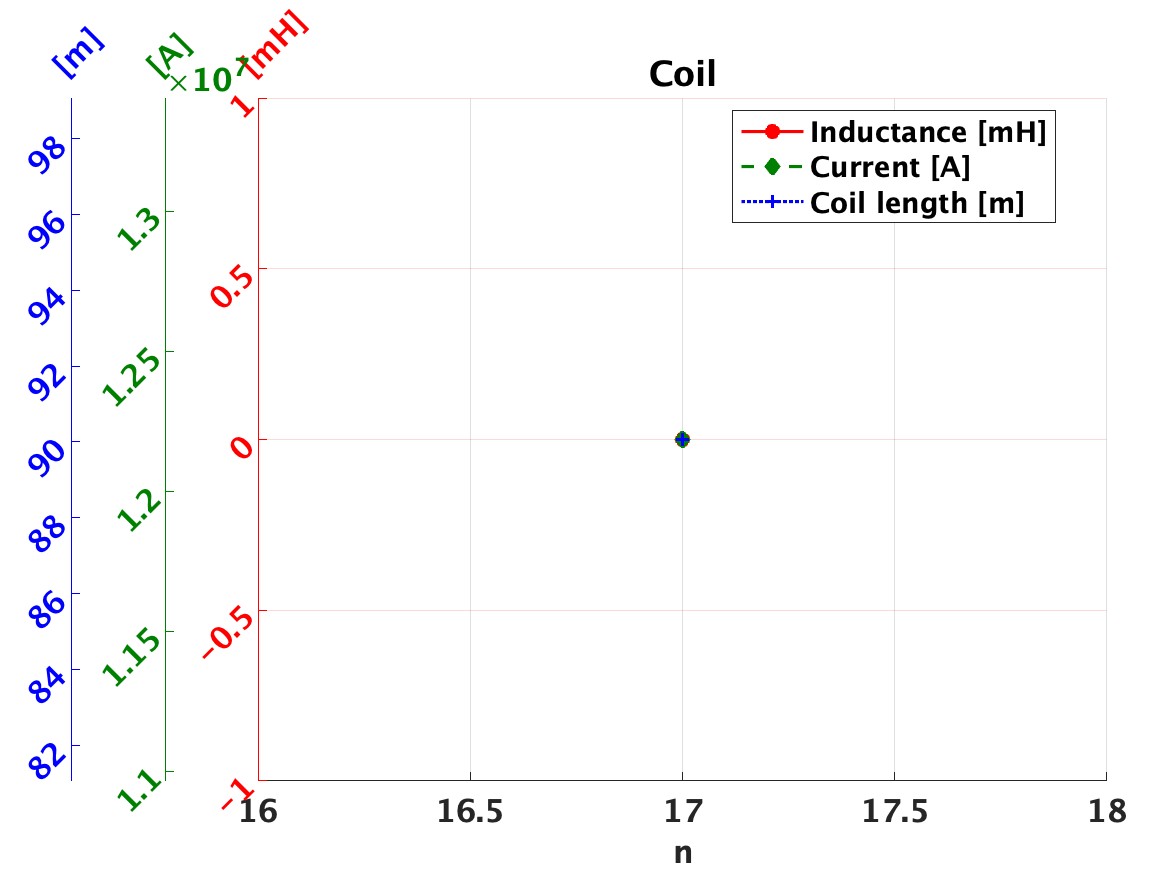 Coil
[m]
[A]
[mH]
×10⁷
98
96
94
92
90
88
86
84
82
1.3
1.25
1.2
1.15
1.1
1
0.5
0
−0.5
−1
Inductance [mH]
Current [A]
Coil length [m]
16 16.5 17 17.5 18
n